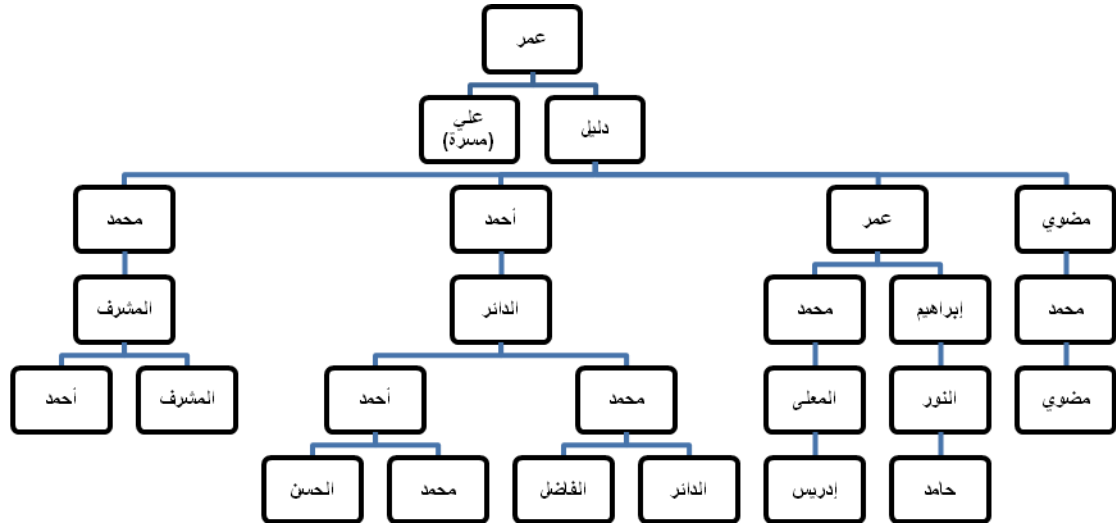 عمر
دليل
علي
(مسرة)
مضوي
عمر
أحمد
محمد
محمد
إبراهيم
محمد
الدائر
المشرف
مضوي
النور
المعلى
محمد
أحمد
المشرف
أحمد
حامد
إدريس
الدائر
الفاضل
محمد
الحسن